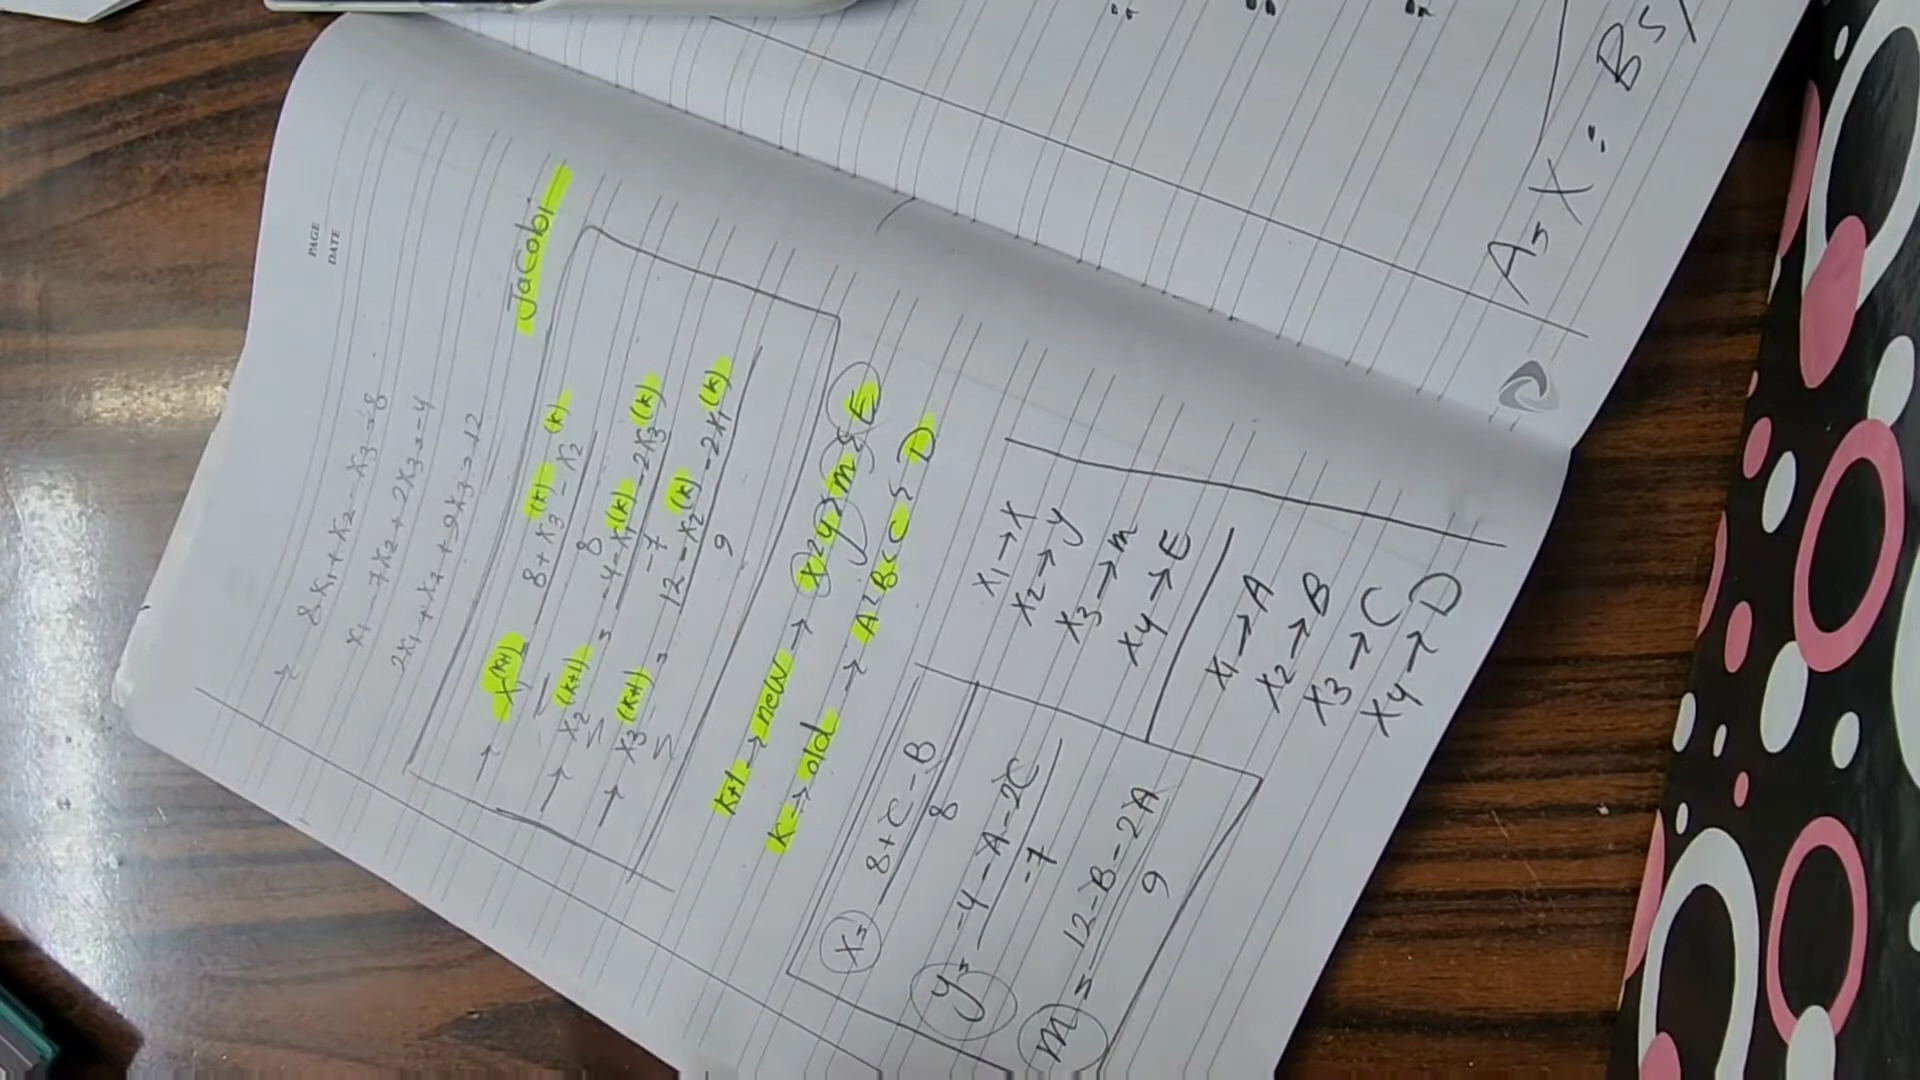 PAGE
DATE
8x₁+x₂-x₃=8
x₁-7x₂+2x₃=-4
2x₁+x₂+9x₃=12
Jacobi
→ x₁^(k+1) = 8+x₃^(k)-x₂^(k) / 8
→ x₂^(k+1) = -4-x₁^(k)-2x₃^(k) / -7
→ x₃^(k+1) = 12-x₂^(k)-2x₁^(k) / 9
k+1 → new → x, y, m, E
k → old → A, B, C, D
x = 8+C-B / 8
y = -4-A-2C / -7
m = 12-B-2A / 9
x₁→x
x₂→y
x₃→m
x₄→E
x₁→A
x₂→B
x₃→C
x₄→D
A = X : B